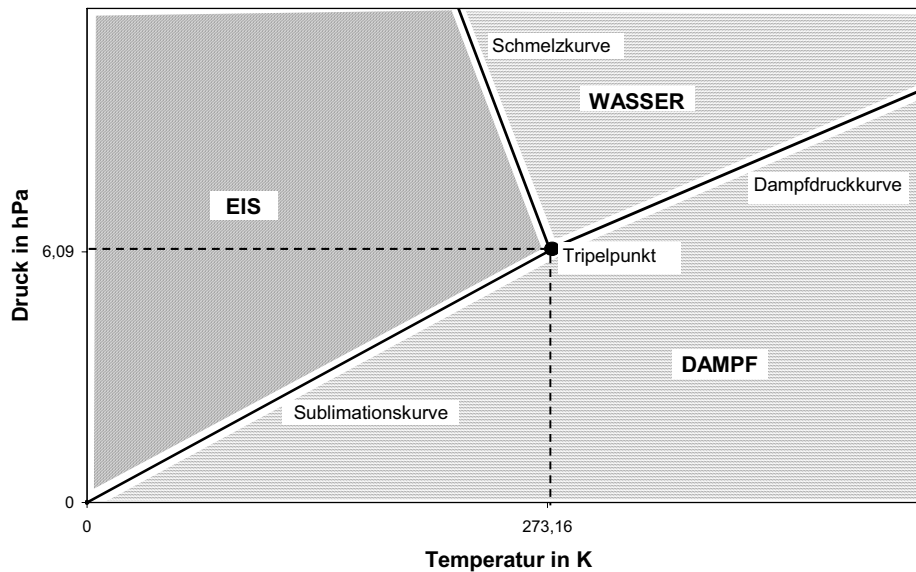 Schmelzkurve
WASSER
Dampfdruckkurve
EIS
Druck in hPa
6,09
Tripelpunkt
DAMPF
Sublimationskurve
0
0
273,16
Temperatur in K